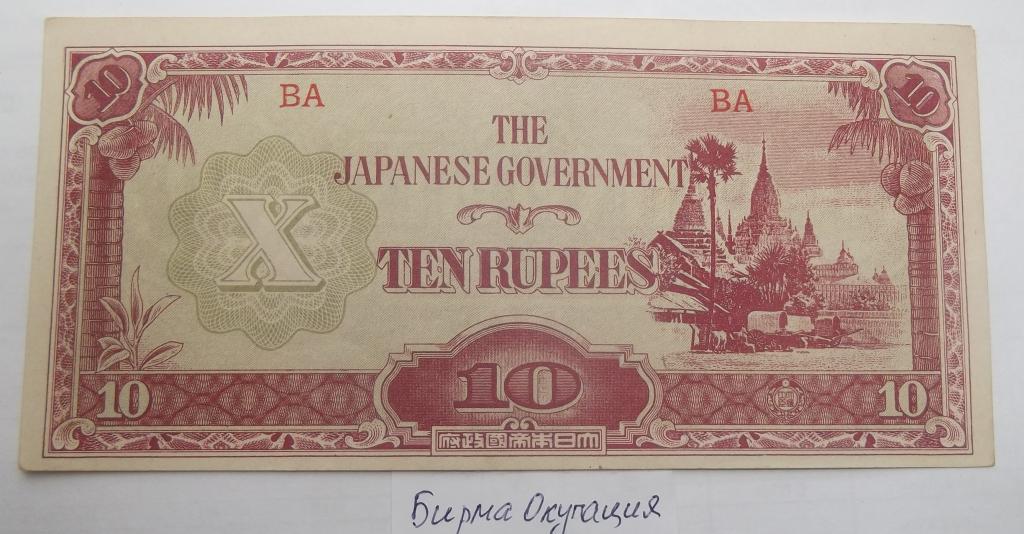 10
10
BA
BA
THE
JAPANESE GOVERNMENT
X
TEN RUPEES
10
10
10
大日本帝國政府
Бирма Окупация